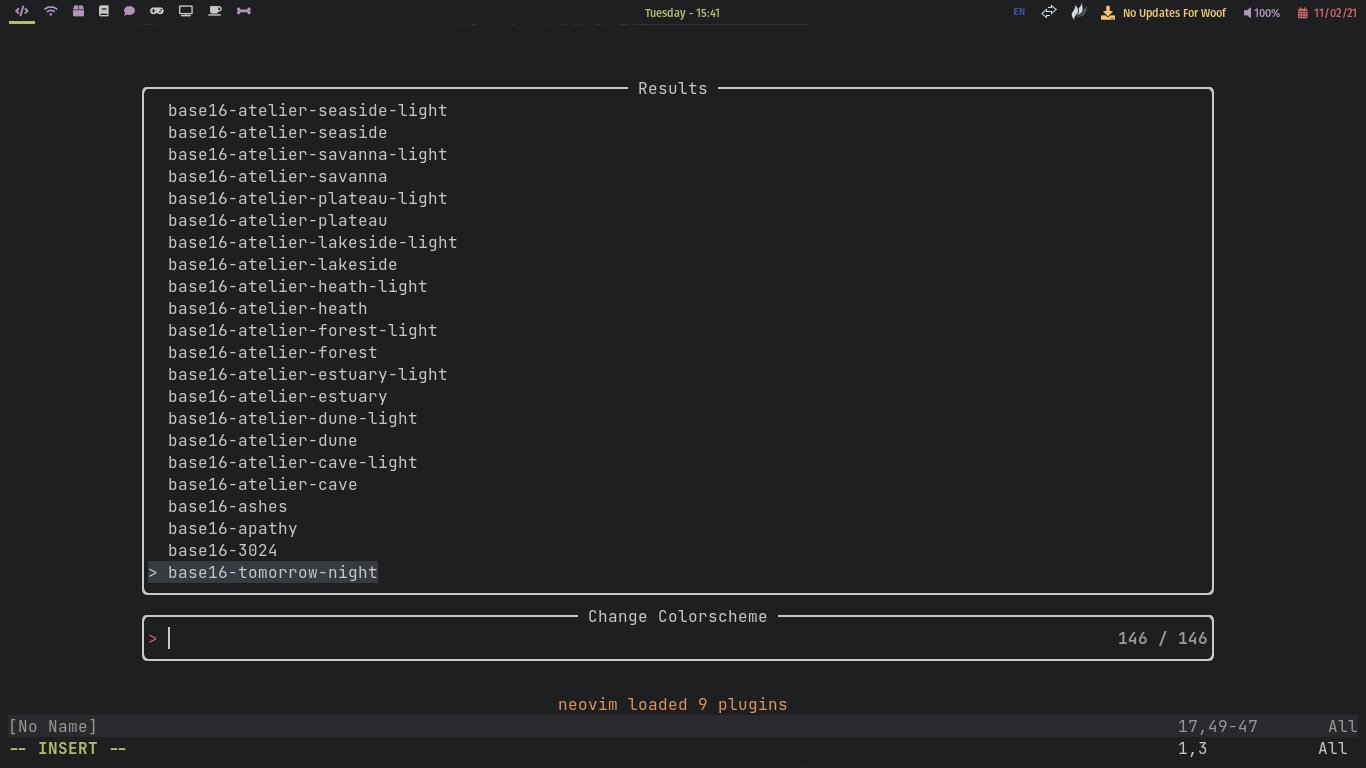 Tuesday - 15:41 EN No Updates For Woof 100% 11/02/21
Results
base16-atelier-seaside-light
base16-atelier-seaside
base16-atelier-savanna-light
base16-atelier-savanna
base16-atelier-plateau-light
base16-atelier-plateau
base16-atelier-lakeside-light
base16-atelier-lakeside
base16-atelier-heath-light
base16-atelier-heath
base16-atelier-forest-light
base16-atelier-forest
base16-atelier-estuary-light
base16-atelier-estuary
base16-atelier-dune-light
base16-atelier-dune
base16-atelier-cave-light
base16-atelier-cave
base16-ashes
base16-apathy
base16-3024
> base16-tomorrow-night
Change Colorscheme
> 146 / 146
neovim loaded 9 plugins
[No Name] 17,49-47 All
-- INSERT -- 1,3 All